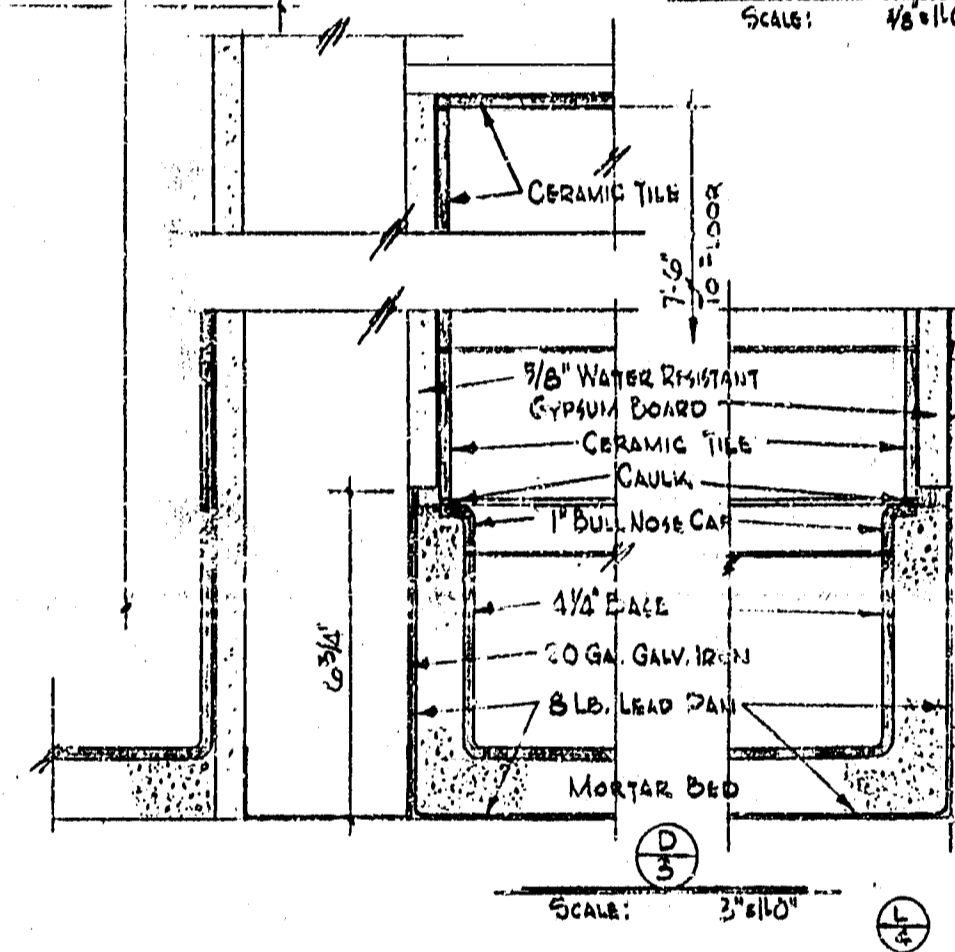 SCALE:
CERAMIC TILE
7'-6"
5/8" WATER RESISTANT
GYPSUM BOARD
CERAMIC TILE
CAULK
1" BULL NOSE CAP
4 1/4" BASE
20 GA. GALV. IRON
6 3/4"
8 LB. LEAD PAN
MORTAR BED
D
3
SCALE: 3"=1'-0"
L